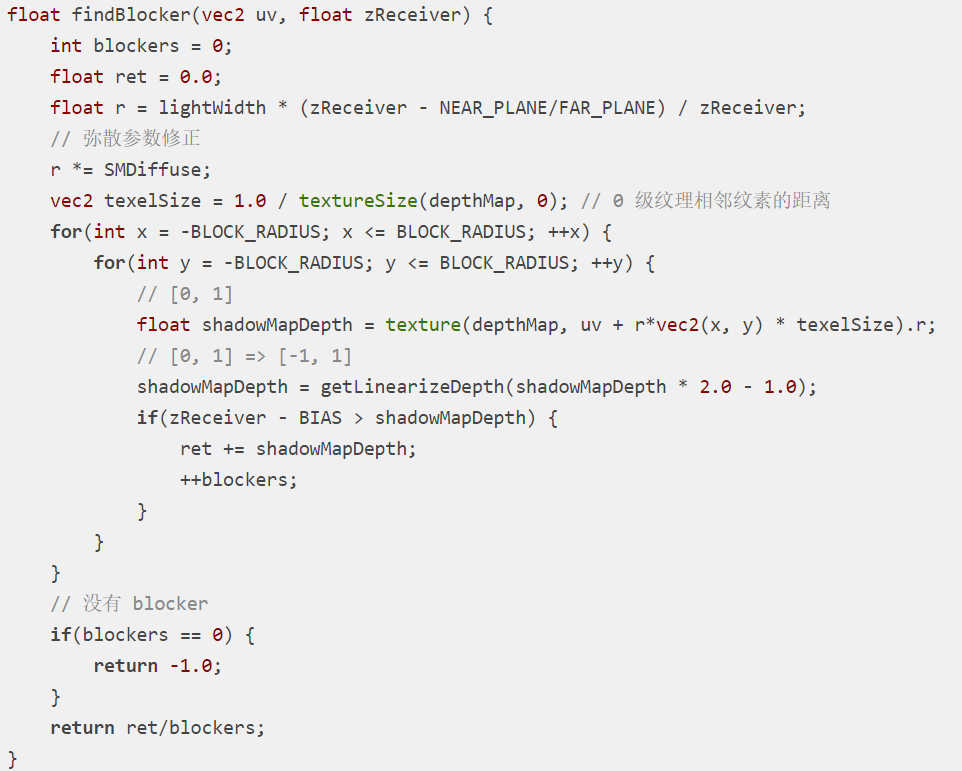 float findBlocker(vec2 uv, float zReceiver) {
    int blockers = 0;
    float ret = 0.0;
    float r = lightWidth * (zReceiver - NEAR_PLANE/FAR_PLANE) / zReceiver;
    // 弥散参数修正
    r *= SMDiffuse;
    vec2 texelSize = 1.0 / textureSize(depthMap, 0); // 0 级纹理相邻纹素的距离
    for(int x = -BLOCK_RADIUS; x <= BLOCK_RADIUS; ++x) {
        for(int y = -BLOCK_RADIUS; y <= BLOCK_RADIUS; ++y) {
            // [0, 1]
            float shadowMapDepth = texture(depthMap, uv + r*vec2(x, y) * texelSize).r;
            // [0, 1] => [-1, 1]
            shadowMapDepth = getLinearizeDepth(shadowMapDepth * 2.0 - 1.0);
            if(zReceiver - BIAS > shadowMapDepth) {
                ret += shadowMapDepth;
                ++blockers;
            }
        }
    }
    // 没有 blocker
    if(blockers == 0) {
        return -1.0;
    }
    return ret/blockers;
}